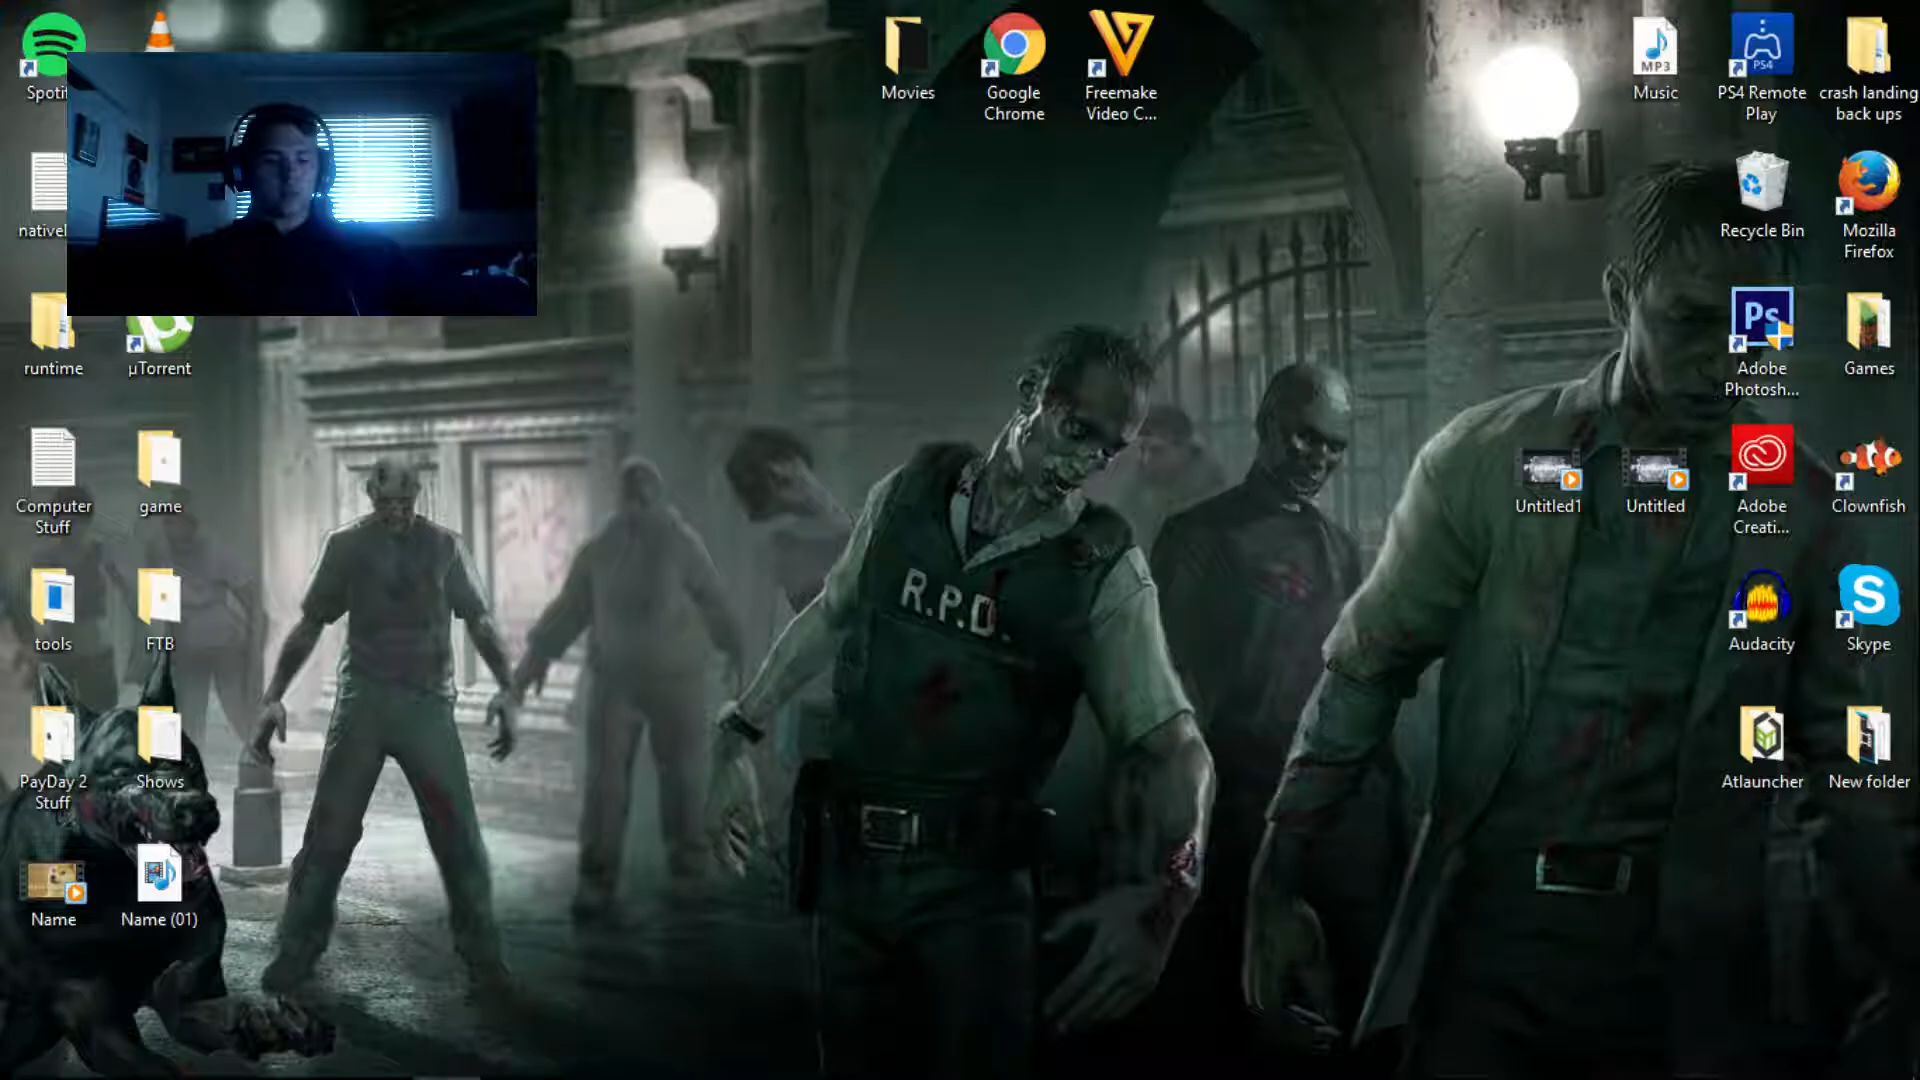 Spotif
nativel
runtime
µTorrent
Computer
Stuff
game
tools
FTB
PayDay 2
Stuff
Shows
Name
Name (01)
Movies
Google
Chrome
Freemake
Video C...
R.P.D.
MP3
Music
PS4
PS4 Remote
Play
crash landing
back ups
Recycle Bin
Mozilla
Firefox
Ps
Adobe
Photosh...
Games
Untitled1
Untitled
Adobe
Creati...
Clownfish
Audacity
S
Skype
Atlauncher
New folder